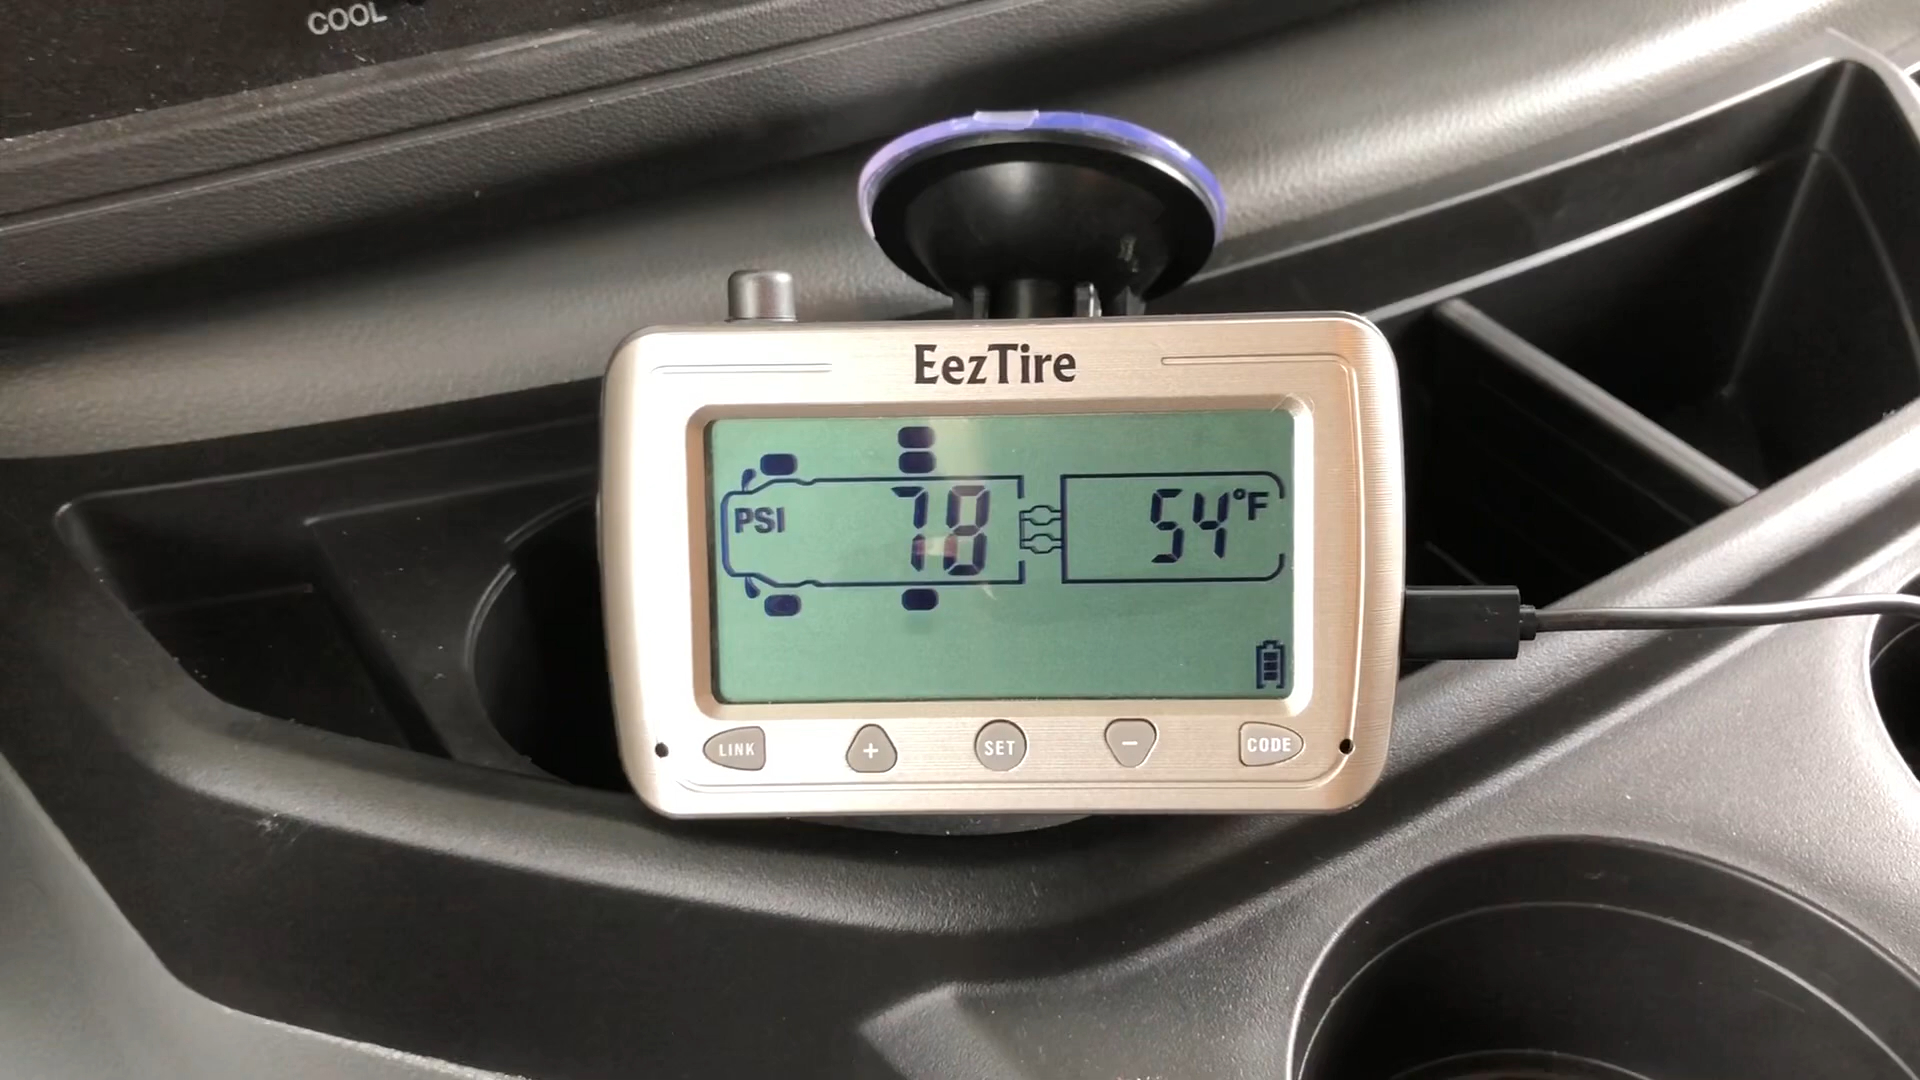 COOL
EezTire
PSI 78 54°F
LINK + SET − CODE